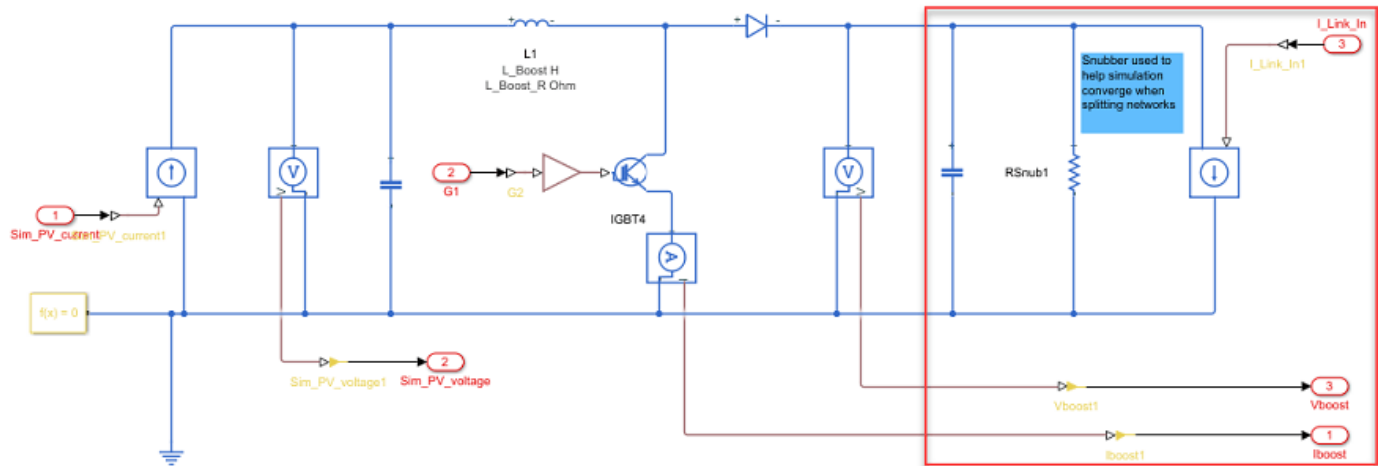 I_Link_In
3
I_Link_In1
L1
L_Boost H
L_Boost_R Ohm
Snubber used to
help simulation
converge when
splitting networks
+
-
+
-
V
2
G1
G2
IGBT4
V
+
RSnub1
1
Sim_PV_current
PV_current1
A
f(x) = 0
2
Sim_PV_voltage1
Sim_PV_voltage
3
Vboost1
Vboost
1
Iboost1
Iboost